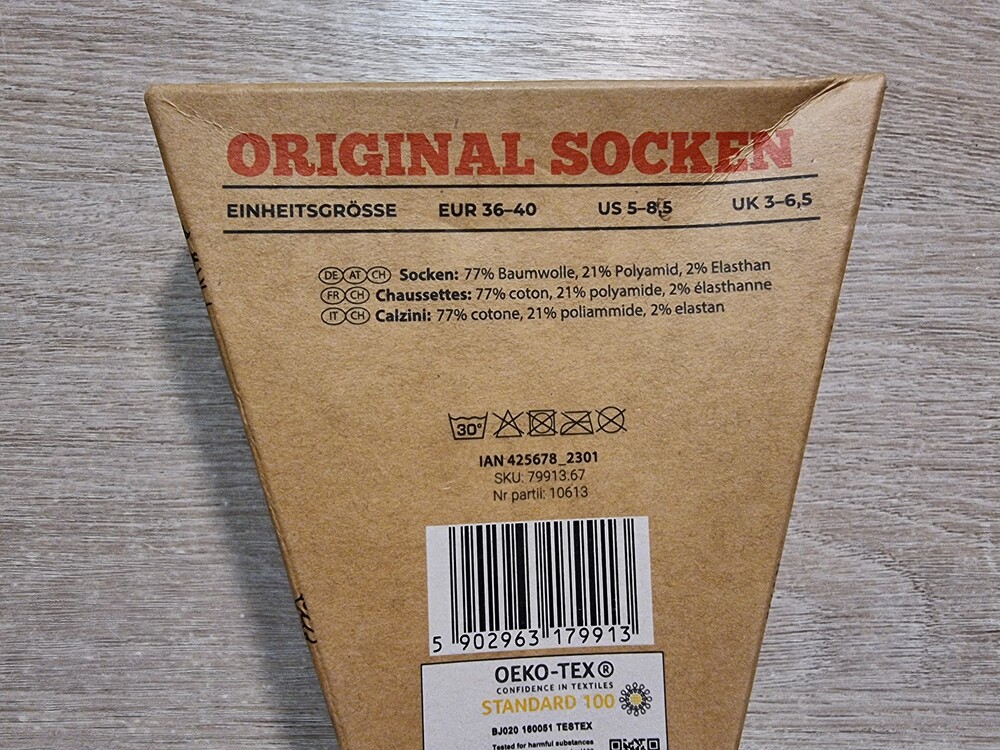 ORIGINAL SOCKEN
EINHEITSGRÖSSE EUR 36–40 US 5–8,5 UK 3–6,5
DE AT CH Socken: 77% Baumwolle, 21% Polyamid, 2% Elasthan
FR CH Chaussettes: 77% coton, 21% polyamide, 2% élasthanne
IT CH Calzini: 77% cotone, 21% poliammide, 2% elastan
30°
IAN 425678_2301
SKU: 79913.67
Nr partii: 10613
5 902963 179913
OEKO-TEX®
CONFIDENCE IN TEXTILES
STANDARD 100
BJ020 160051 TESTEX
Tested for harmful substances